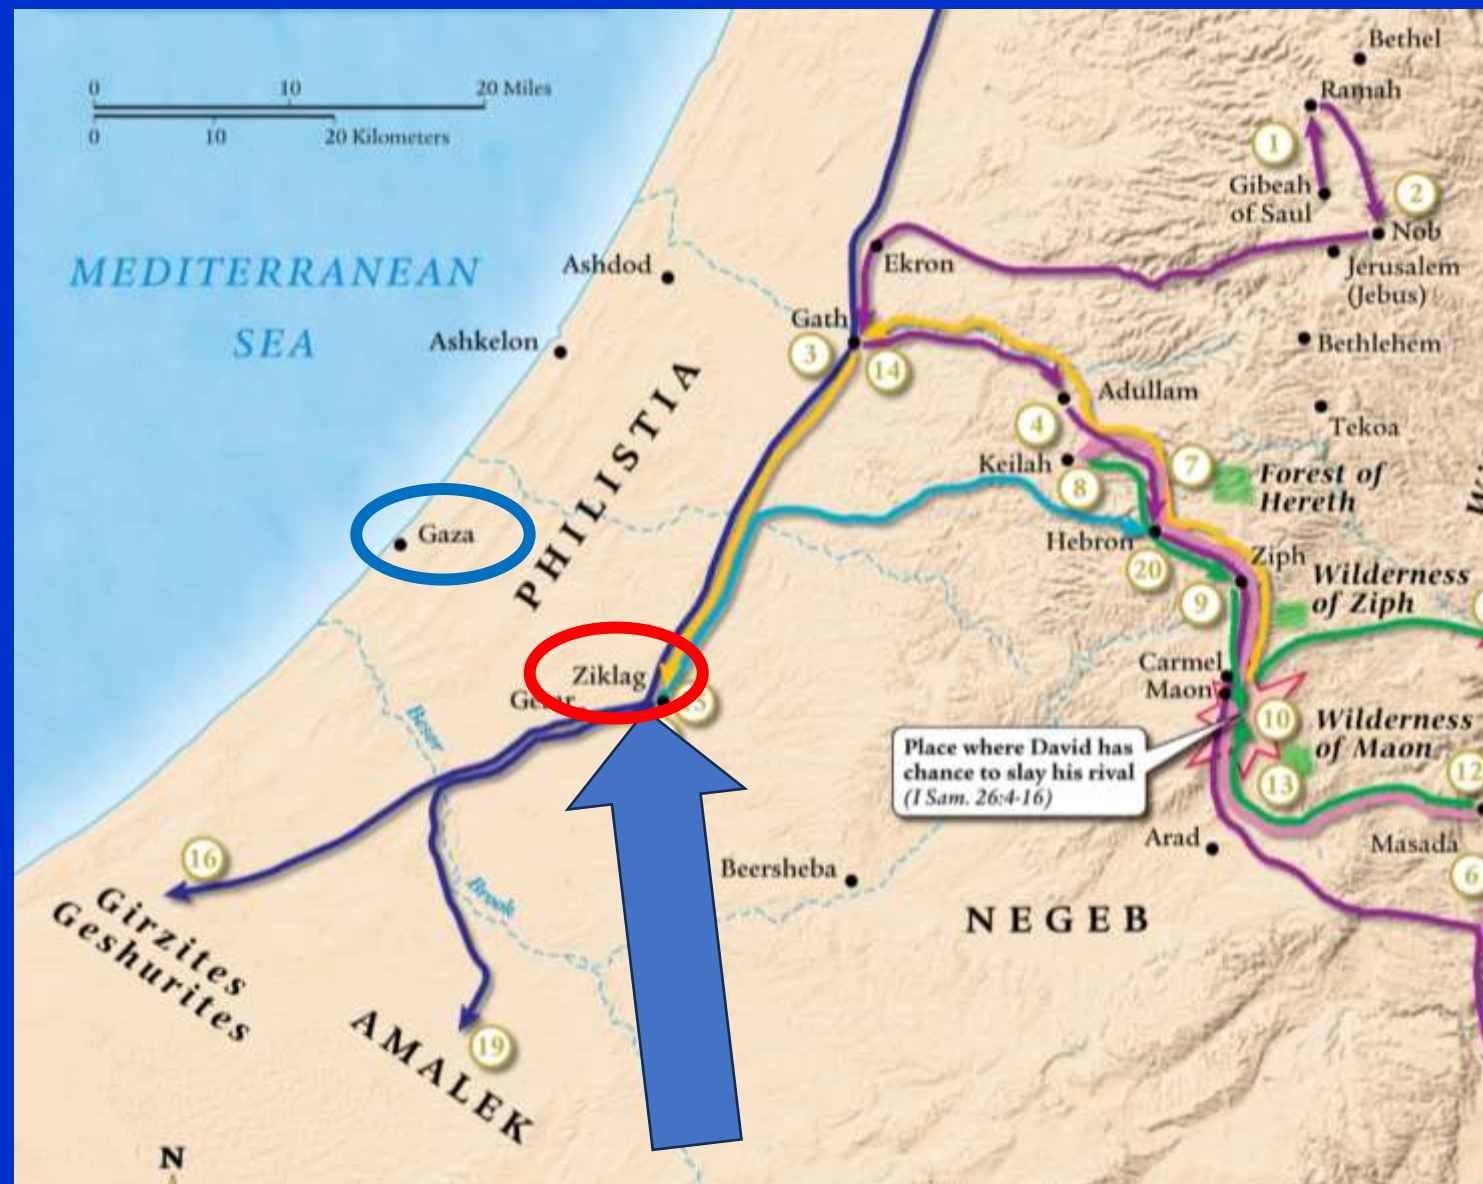 Bethel
0 10 20 Miles
0 10 20 Kilometers
Ramah
1
Gibeah
of Saul
2
Nob
Jerusalem
(Jebus)
MEDITERRANEAN
SEA
Ashdod
Ekron
Ashkelon
Gath
3
14
Bethlehem
Adullam
4
Tekoa
Keilah
7
8
Forest of
Hereth
PHILISTIA
Gaza
Hebron
20
Ziph
Wilderness
of Ziph
9
Ziklag
Carmel
Maon
10
Wilderness
of Maon
12
13
Place where David has
chance to slay his rival
(I Sam. 26:4-16)
Besor
Brook
Arad
Masada
6
16
Beersheba
Girzites
Geshurites
NEGEB
AMALEK
19
N